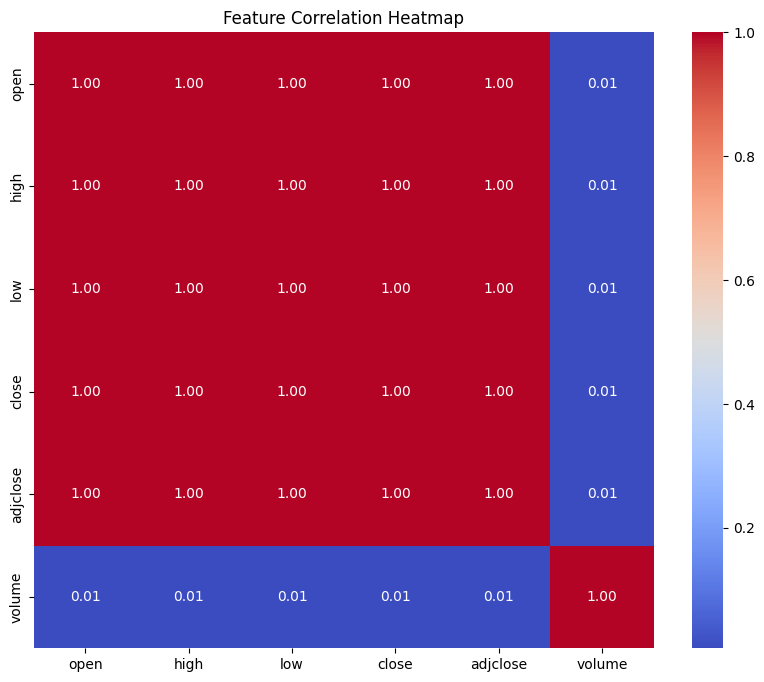 Feature Correlation Heatmap
open 1.00 1.00 1.00 1.00 1.00 0.01
high 1.00 1.00 1.00 1.00 1.00 0.01
low 1.00 1.00 1.00 1.00 1.00 0.01
close 1.00 1.00 1.00 1.00 1.00 0.01
adjclose 1.00 1.00 1.00 1.00 1.00 0.01
volume 0.01 0.01 0.01 0.01 0.01 1.00
open high low close adjclose volume
1.0
0.8
0.6
0.4
0.2